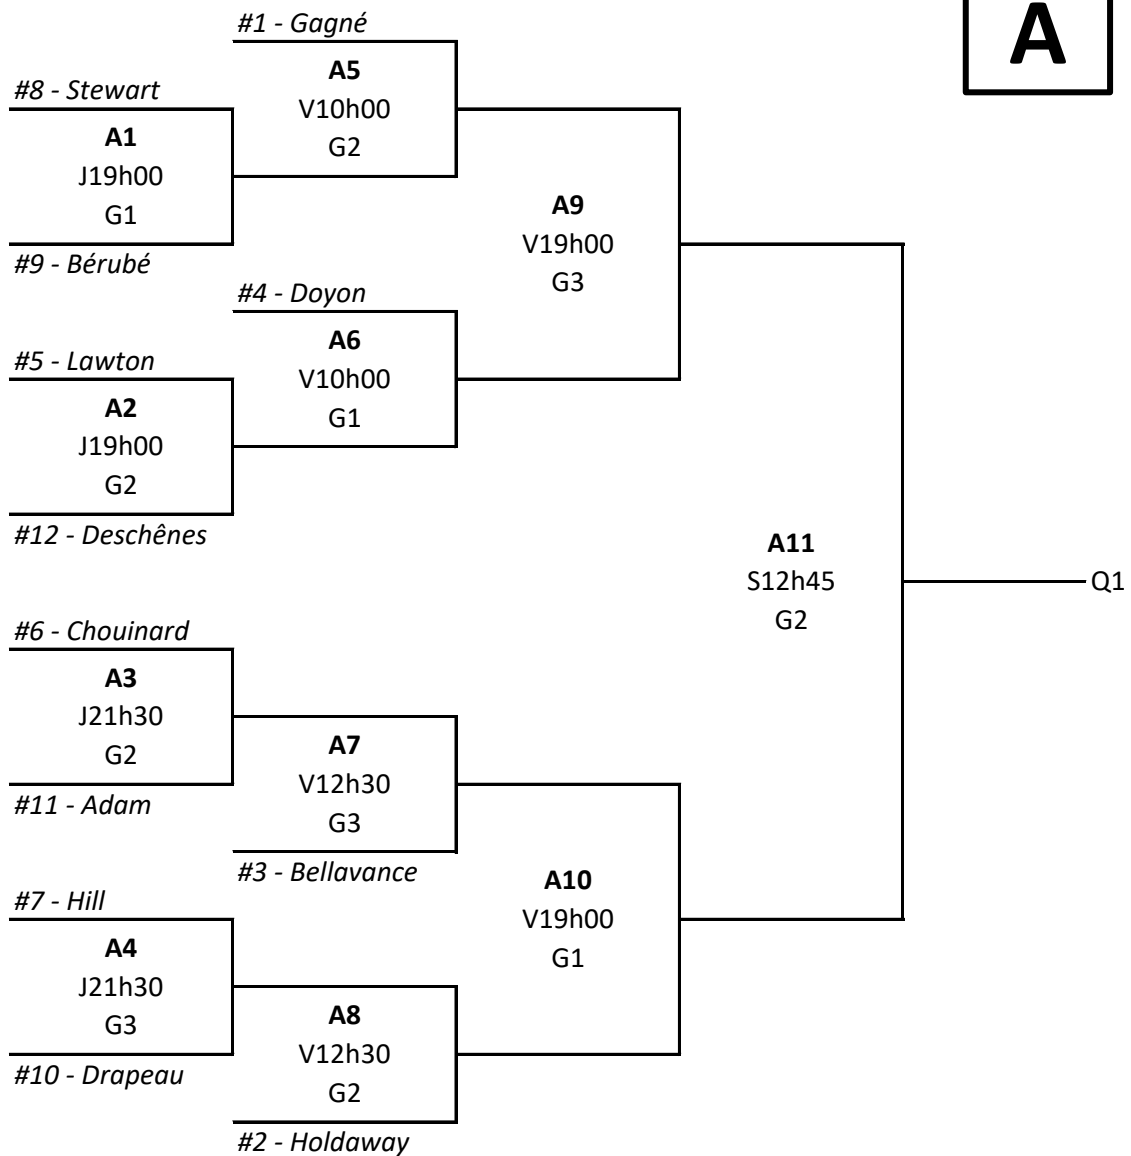 A
#1 - Gagné
A5
V10h00
G2
#8 - Stewart
A1
J19h00
G1
#9 - Bérubé
A9
V19h00
G3
#4 - Doyon
A6
V10h00
G1
#5 - Lawton
A2
J19h00
G2
#12 - Deschênes
A11
S12h45
G2
Q1
#6 - Chouinard
A3
J21h30
G2
#11 - Adam
A7
V12h30
G3
#3 - Bellavance
A10
V19h00
G1
#7 - Hill
A4
J21h30
G3
#10 - Drapeau
A8
V12h30
G2
#2 - Holdaway